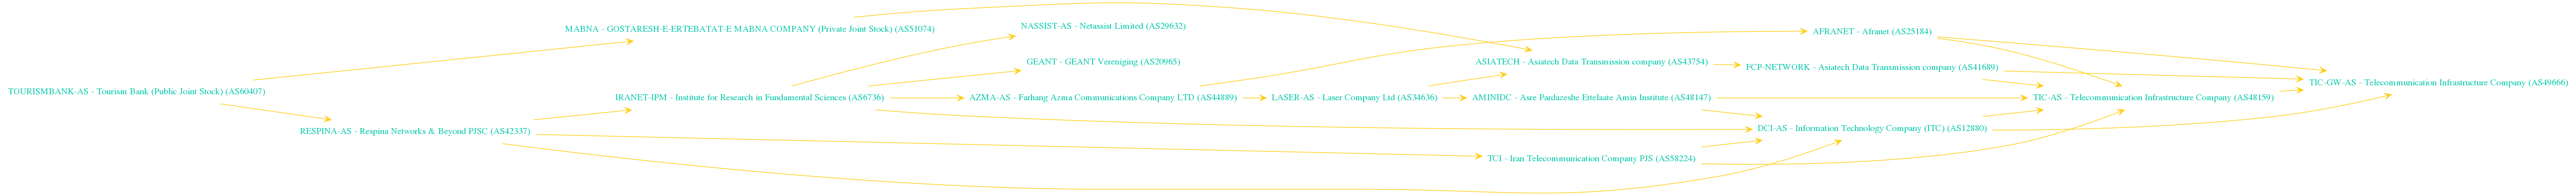 TOURISMBANK-AS - Tourism Bank (Public Joint Stock) (AS60407)
MABNA - GOSTARESH-E-ERTEBATAT-E MABNA COMPANY (Private Joint Stock) (AS51074)
RESPINA-AS - Respina Networks & Beyond PJSC (AS42337)
IRANET-IPM - Institute for Research in Fundamental Sciences (AS6736)
NASSIST-AS - Netassist Limited (AS29632)
GEANT - GEANT Vereniging (AS20965)
AZMA-AS - Farhang Azma Communications Company LTD (AS44889)
LASER-AS - Laser Company Ltd (AS34636)
ASIATECH - Asiatech Data Transmission company (AS43754)
AMINIDC - Asre Pardazeshe Ettelaate Amin Institute (AS48147)
TCI - Iran Telecommunication Company PJS (AS58224)
AFRANET - Afranet (AS25184)
FCP-NETWORK - Asiatech Data Transmission company (AS41689)
DCI-AS - Information Technology Company (ITC) (AS12880)
TIC-AS - Telecommunication Infrastructure Company (AS48159)
TIC-GW-AS - Telecommunication Infrastructure Company (AS49666)